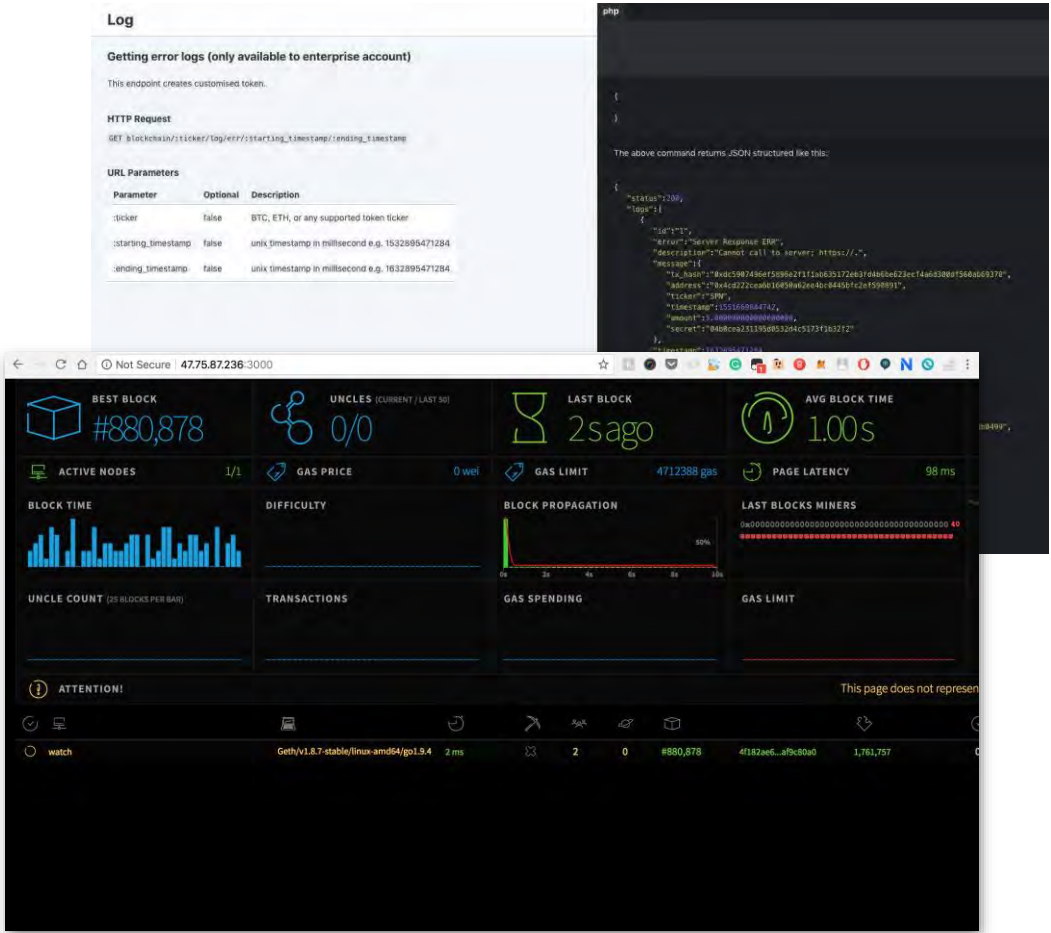 Log
Getting error logs (only available to enterprise account)
This endpoint creates customised token.
HTTP Request
GET blockchain/:ticker/log/err/:starting_timestamp/:ending_timestamp
URL Parameters
Parameter Optional Description
:ticker false BTC, ETH, or any supported token ticker
:starting_timestamp false unix timestamp in millisecond e.g. 1532895471284
:ending_timestamp false unix timestamp in millisecond e.g. 1632895471284
php
{
}
The above command returns JSON structured like this:
{
"status":200,
"logs":[
{
"id":"1",
"error":"Server Response ERR",
"description":"Cannot call to server: https://.",
"message":{
"ticker":"SPN",
"timestamp":1551669844742,
},
Not Secure 47.75.87.236:3000
BEST BLOCK
#880,878
UNCLES (CURRENT / LAST 50)
0/0
LAST BLOCK
2s ago
AVG BLOCK TIME
1.00 s
ACTIVE NODES 1/1
GAS PRICE 0 wei
GAS LIMIT 4712388 gas
PAGE LATENCY 98 ms
BLOCK TIME
DIFFICULTY
BLOCK PROPAGATION
50%
0s 2s 4s 6s 8s 10s
LAST BLOCKS MINERS
0x0000000000000000000000000000000000000000 40
UNCLE COUNT (25 BLOCKS PER BAR)
TRANSACTIONS
GAS SPENDING
GAS LIMIT
ATTENTION!
This page does not represen
watch Geth/v1.8.7-stable/linux-amd64/go1.9.4 2 ms 2 0 #880,878 4f182ae6...af9c80a0 1,761,757